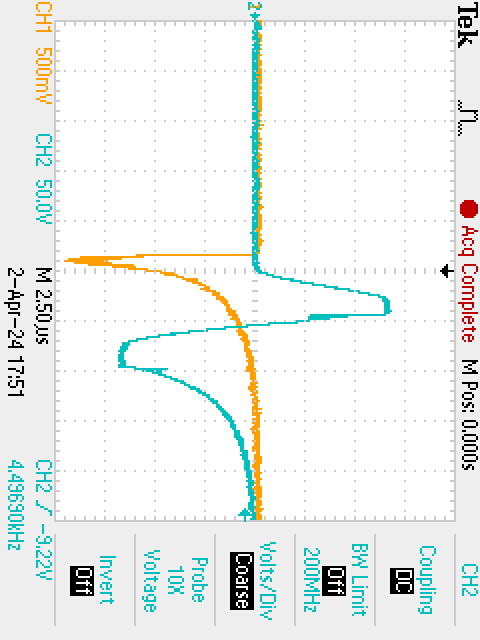 Tek
Acq Complete
M Pos: 0.000s
CH2
Coupling
DC
BW Limit
Off
200MHz
Volts/Div
Coarse
Probe
10X
Voltage
Invert
Off
2
CH1 500mV
CH2 50.0V
M 2.50µs
CH2 / -9.22V
2-Apr-24 17:51
4.49690kHz